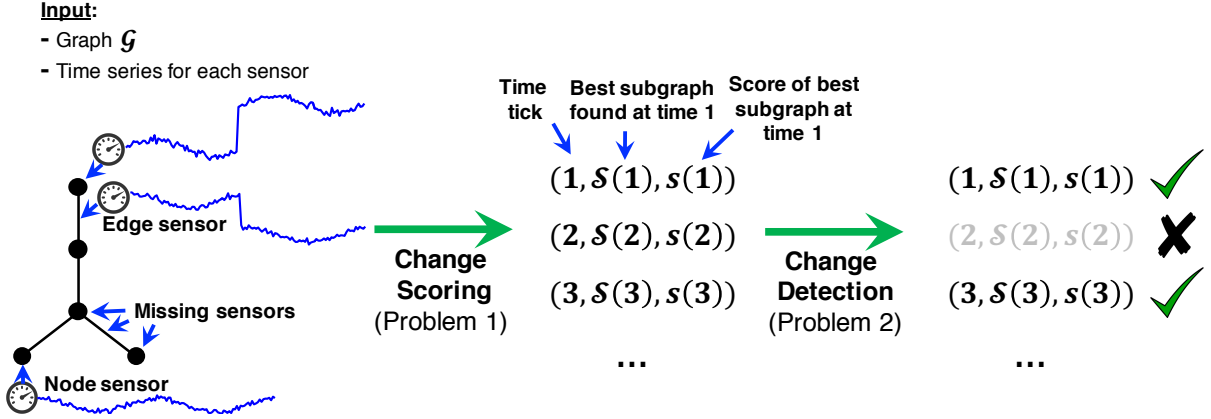 Input:
- Graph 𝓖
- Time series for each sensor
Edge sensor
Missing sensors
Node sensor
Change
Scoring
(Problem 1)
Time
tick
Best subgraph
found at time 1
Score of best
subgraph at
time 1
(1, 𝒮(1), s(1))
(2, 𝒮(2), s(2))
(3, 𝒮(3), s(3))
...
Change
Detection
(Problem 2)
(1, 𝒮(1), s(1))
(2, 𝒮(2), s(2))
(3, 𝒮(3), s(3))
...